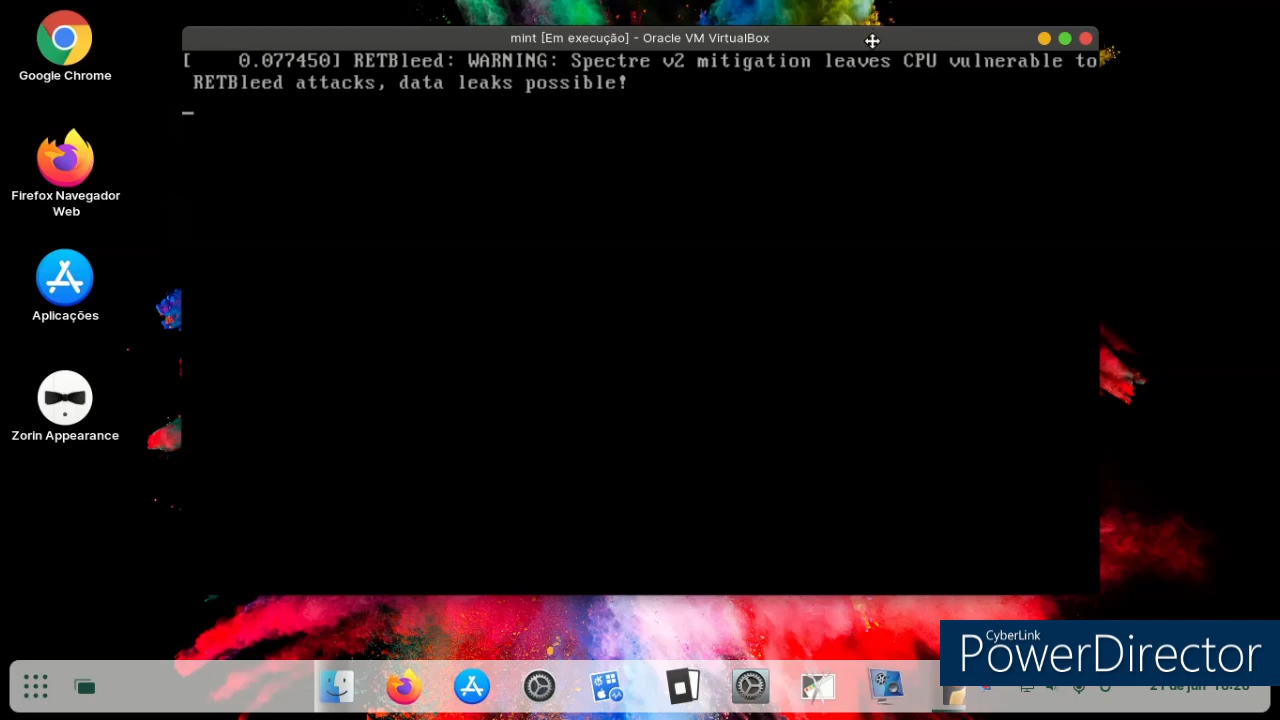 mint [Em execução] - Oracle VM VirtualBox
[    0.077450] RETBleed: WARNING: Spectre v2 mitigation leaves CPU vulnerable to
RETBleed attacks, data leaks possible!
Google Chrome
Firefox Navegador
Web
Aplicações
Zorin Appearance
CyberLink
PowerDirector